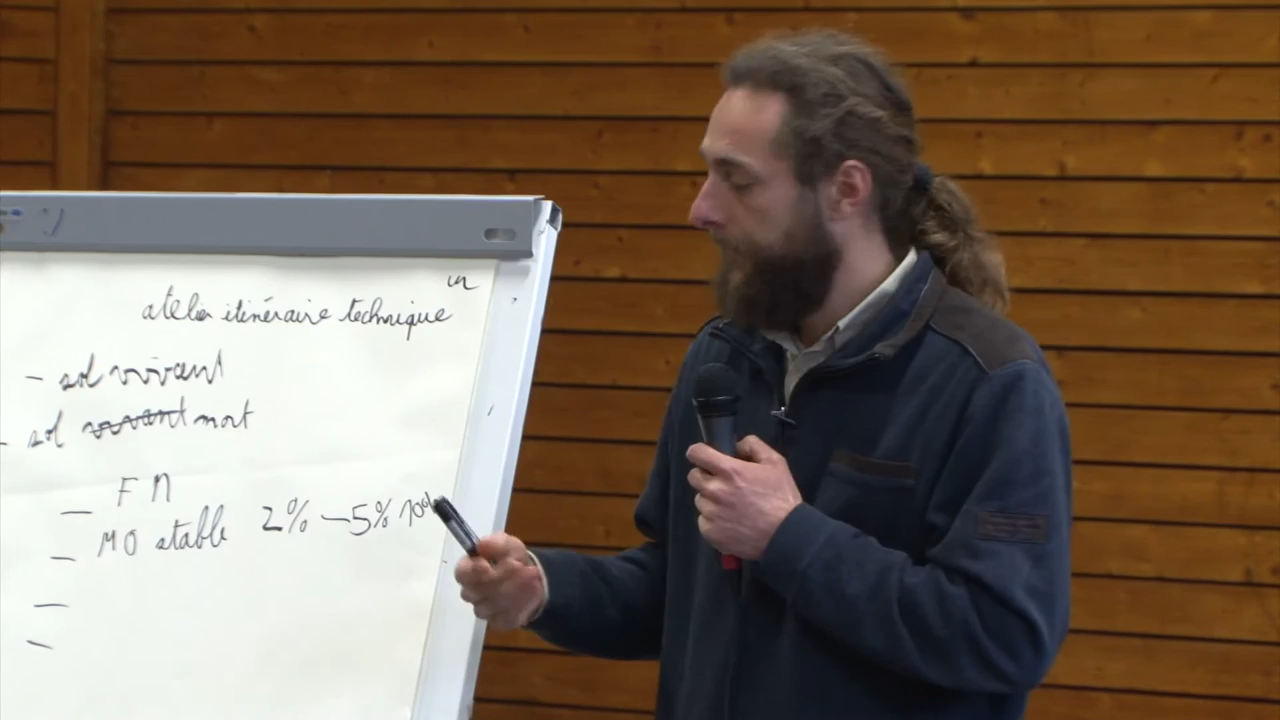 atelier itinéraire technique
- sol vivant
- sol vivant mort
— FM
— MO stable 2% - 5% 10%
—
—